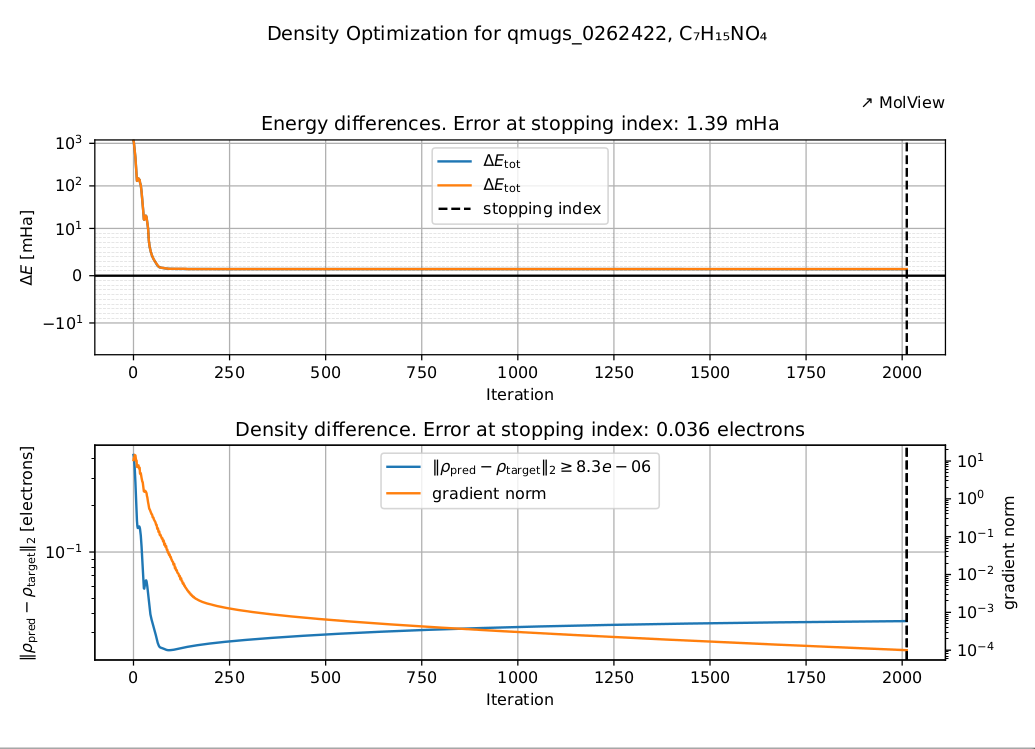 Density Optimization for qmugs_0262422, C₇H₁₅NO₄
↗ MolView
Energy differences. Error at stopping index: 1.39 mHa
ΔE [mHa]
10³
10²
10¹
0
−10¹
ΔE_tot
ΔE_tot
stopping index
0 250 500 750 1000 1250 1500 1750 2000
Iteration
Density difference. Error at stopping index: 0.036 electrons
‖ρ_pred − ρ_target‖₂ [electrons]
10⁻¹
‖ρ_pred − ρ_target‖₂ ≥ 8.3e − 06
gradient norm
10¹
10⁰
10⁻¹
10⁻²
10⁻³
10⁻⁴
gradient norm
0 250 500 750 1000 1250 1500 1750 2000
Iteration